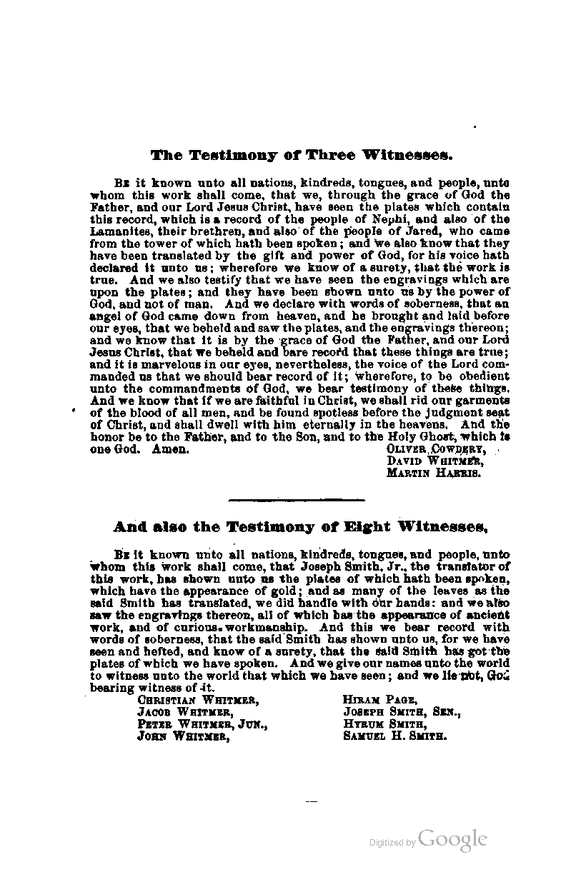 The Testimony of Three Witnesses.
BE it known unto all nations, kindreds, tongues, and people, unto
whom this work shall come, that we, through the grace of God the
Father, and our Lord Jesus Christ, have seen the plates which contain
this record, which is a record of the people of Nephi, and also of the
Lamanites, their brethren, and also of the people of Jared, who came
from the tower of which hath been spoken; and we also know that they
have been translated by the gift and power of God, for his voice hath
declared it unto us; wherefore we know of a surety, that the work is
true. And we also testify that we have seen the engravings which are
upon the plates; and they have been shown unto us by the power of
God, and not of man. And we declare with words of soberness, that an
angel of God came down from heaven, and he brought and laid before
our eyes, that we beheld and saw the plates, and the engravings thereon;
and we know that it is by the grace of God the Father, and our Lord
Jesus Christ, that we beheld and bare record that these things are true;
and it is marvelous in our eyes, nevertheless, the voice of the Lord com-
manded us that we should bear record of it; wherefore, to be obedient
unto the commandments of God, we bear testimony of these things.
And we know that if we are faithful in Christ, we shall rid our garments
of the blood of all men, and be found spotless before the judgment seat
of Christ, and shall dwell with him eternally in the heavens. And the
honor be to the Father, and to the Son, and to the Holy Ghost, which is
one God. Amen. OLIVER COWDERY,
DAVID WHITMER,
MARTIN HARRIS.
And also the Testimony of Eight Witnesses.
BE it known unto all nations, kindreds, tongues, and people, unto
whom this work shall come, that Joseph Smith, Jr., the translator of
this work, has shown unto us the plates of which hath been spoken,
which have the appearance of gold; and as many of the leaves as the
said Smith has translated, we did handle with our hands: and we also
saw the engravings thereon, all of which has the appearance of ancient
work, and of curious workmanship. And this we bear record with
words of soberness, that the said Smith has shown unto us, for we have
seen and hefted, and know of a surety, that the said Smith has got the
plates of which we have spoken. And we give our names unto the world
to witness unto the world that which we have seen; and we lie not, God
bearing witness of it.
CHRISTIAN WHITMER, HIRAM PAGE,
JACOB WHITMER, JOSEPH SMITH, SEN.,
PETER WHITMER, JUN., HYRUM SMITH,
JOHN WHITMER, SAMUEL H. SMITH.
Digitized by Google